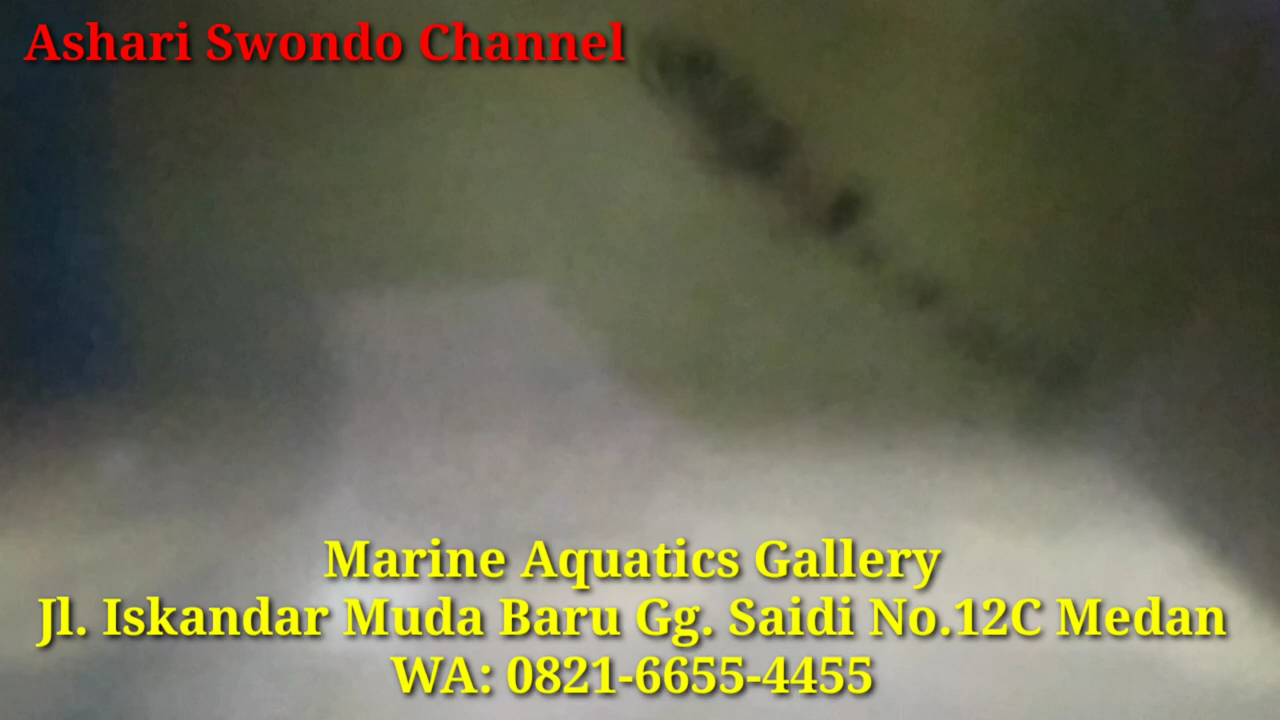 Ashari Swondo Channel
Marine Aquatics Gallery
Jl. Iskandar Muda Baru Gg. Saidi No.12C Medan
WA: 0821-6655-4455